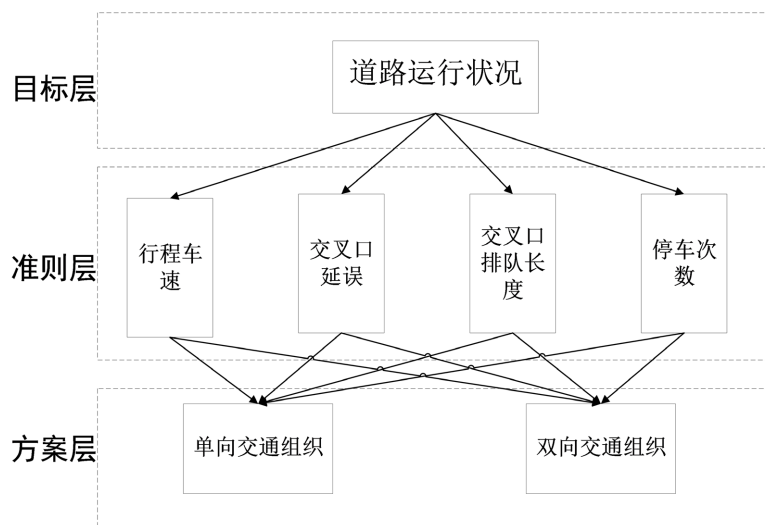 目标层
道路运行状况
准则层
行程车
速
交叉口
延误
交叉口
排队长
度
停车次
数
方案层
单向交通组织
双向交通组织